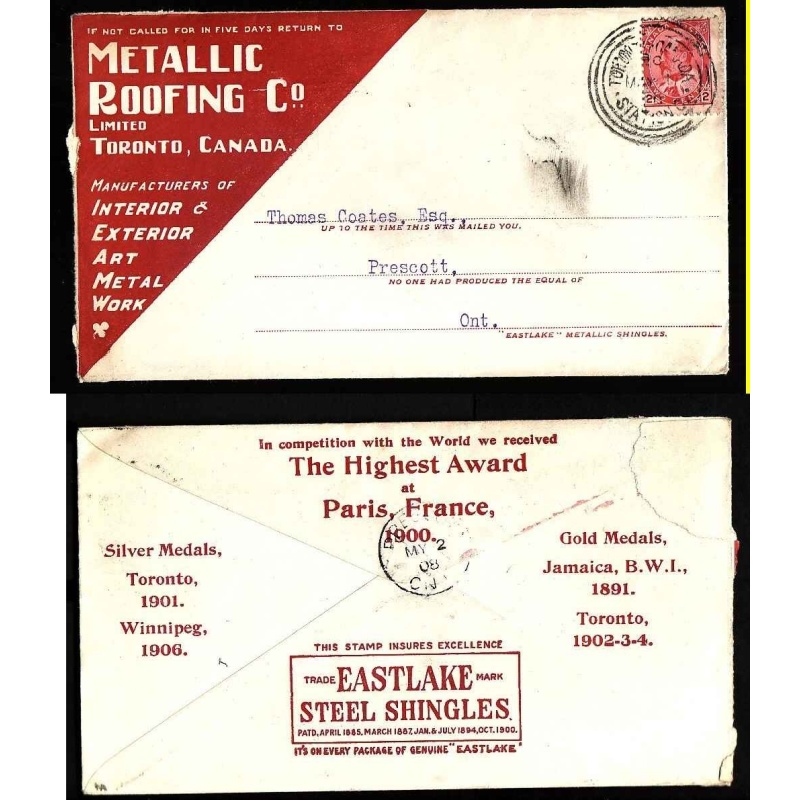 IF NOT CALLED FOR IN FIVE DAYS RETURN TO
METALLIC
ROOFING Co.
LIMITED
TORONTO, CANADA.
MANUFACTURERS OF
INTERIOR &
EXTERIOR
ART
METAL
WORK
2
Thomas Coates, Esq.,
UP TO THE TIME THIS WAS MAILED YOU,
Prescott,
NO ONE HAD PRODUCED THE EQUAL OF
Ont.
"EASTLAKE" METALLIC SHINGLES.
In competition with the World we received
The Highest Award
at
Paris, France,
1900.
MY 2
08
Silver Medals,
Toronto,
1901.
Winnipeg,
1906.
Gold Medals,
Jamaica, B.W.I.,
1891.
Toronto,
1902-3-4.
THIS STAMP INSURES EXCELLENCE
TRADE EASTLAKE MARK
STEEL SHINGLES.
PATD, APRIL 1885, MARCH 1887, JAN. & JULY 1894, OCT. 1900.
IT'S ON EVERY PACKAGE OF GENUINE "EASTLAKE"